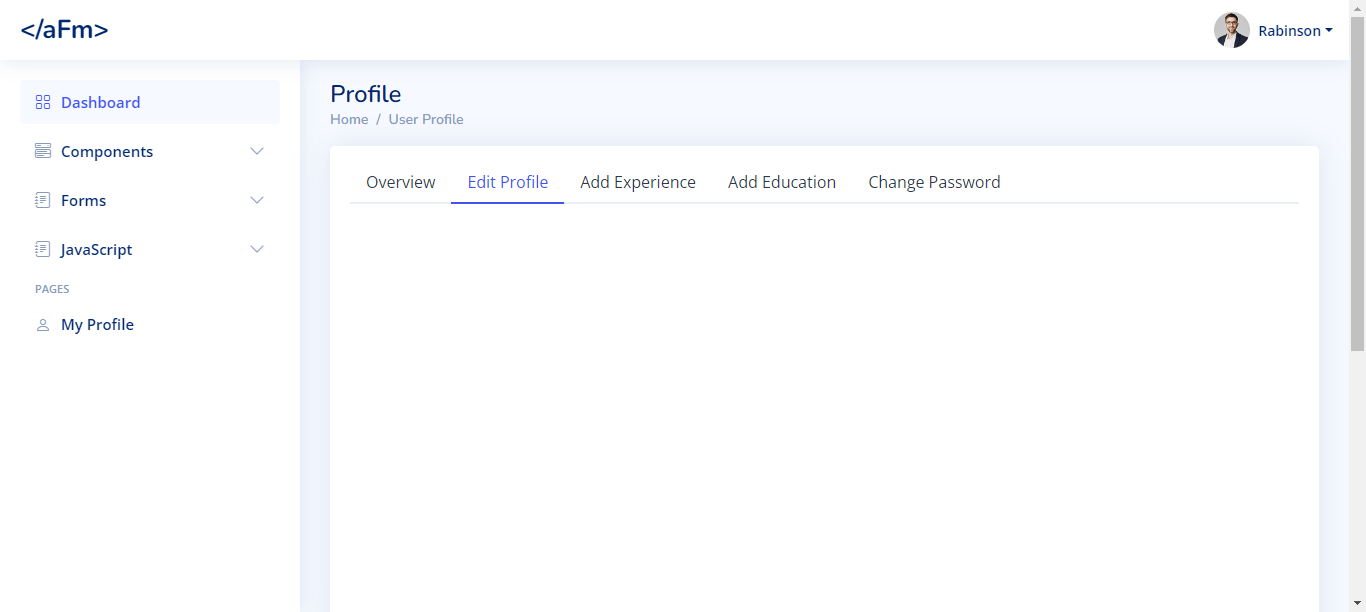 </aFm>
Rabinson
Dashboard
Components
Forms
JavaScript
PAGES
My Profile
Profile
Home / User Profile
Overview Edit Profile Add Experience Add Education Change Password